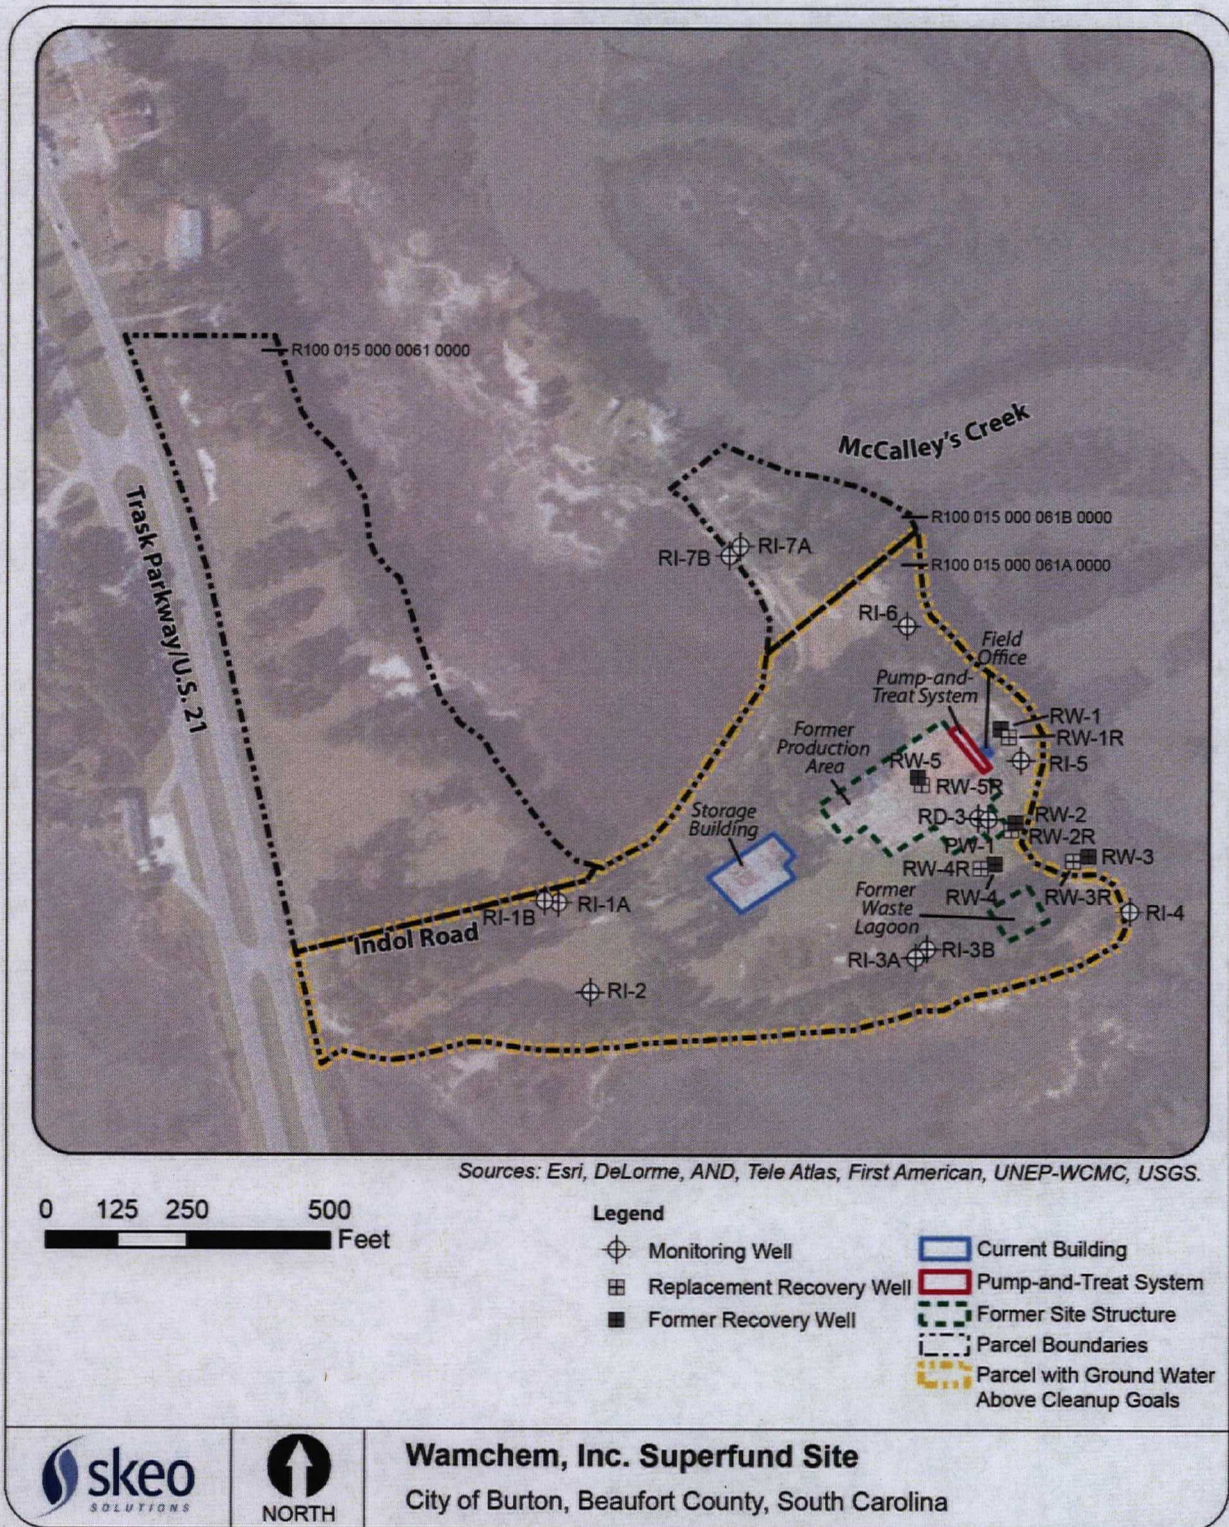 R100 015 000 0061 0000
McCalley's Creek
R100 015 000 061B 0000
R100 015 000 061A 0000
Trask Parkway/U.S. 21
RI-7B
RI-7A
RI-6
Field
Office
Pump-and-
Treat System
Former
Production
Area
RW-1
RW-1R
RW-5
RW-5R
RI-5
Storage
Building
RD-3
RW-2
RW-2R
PW-1
RW-4R
RW-3
RW-4
RW-3R
Former
Waste
Lagoon
RI-4
RI-1B
RI-1A
Indol Road
RI-3A
RI-3B
RI-2
Sources: Esri, DeLorme, AND, Tele Atlas, First American, UNEP-WCMC, USGS.
0 125 250 500
Feet
Legend
Monitoring Well
Replacement Recovery Well
Former Recovery Well
Current Building
Pump-and-Treat System
Former Site Structure
Parcel Boundaries
Parcel with Ground Water
Above Cleanup Goals
skeo
SOLUTIONS
NORTH
Wamchem, Inc. Superfund Site
City of Burton, Beaufort County, South Carolina